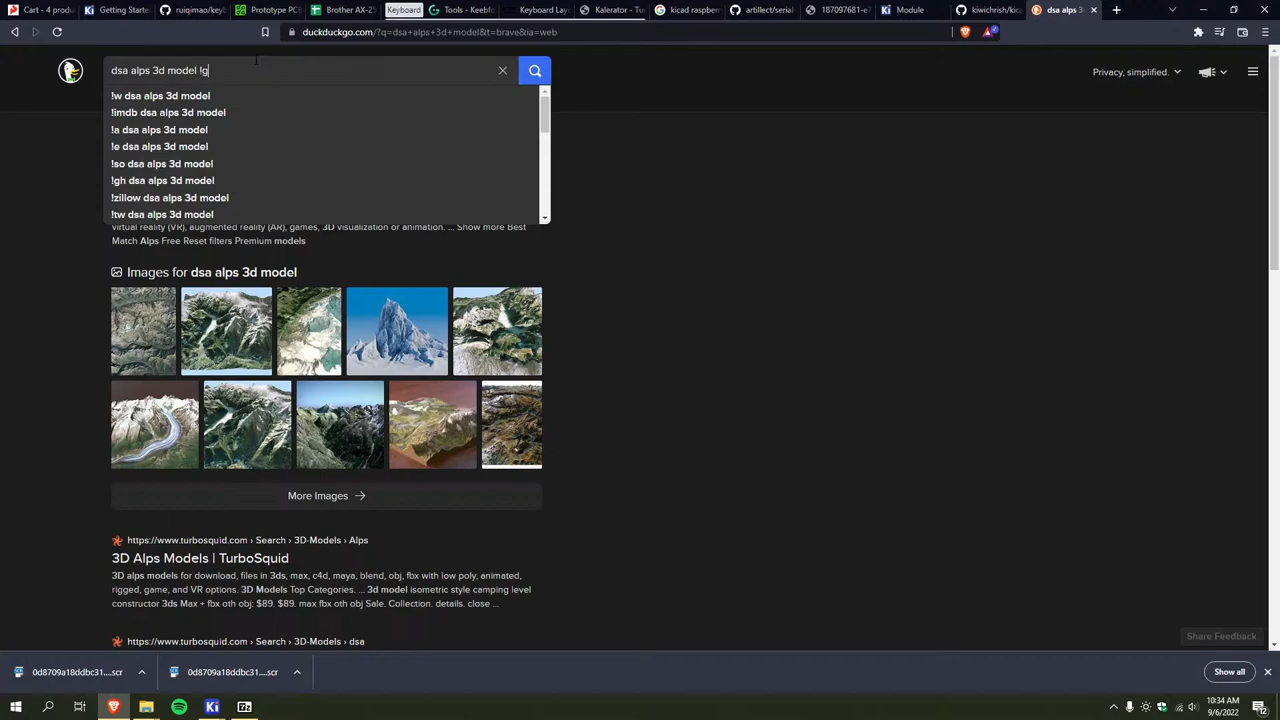 Cart - 4 produ
Getting Started
ruiqimao/keyb
Prototype PCB
Brother AX-25
Keyboard
Tools - Keebfo
Keyboard Layo
Kalerator - Th
kicad raspberr
artillect/serial
187097681-e7
Module
kiwichrish/kica
dsa alps 3d
duckduckgo.com/?q=dsa+alps+3d+model&t=brave&ia=web
dsa alps 3d model !g
Privacy, simplified.
!w dsa alps 3d model
!imdb dsa alps 3d model
!a dsa alps 3d model
!e dsa alps 3d model
!so dsa alps 3d model
!gh dsa alps 3d model
!zillow dsa alps 3d model
!tw dsa alps 3d model
virtual reality (VR), augmented reality (AR), games, 3D visualization or animation. ... Show more Best
Match Alps Free Reset filters Premium models
Images for dsa alps 3d model
More Images →
https://www.turbosquid.com › Search › 3D-Models › Alps
3D Alps Models | TurboSquid
3D alps models for download, files in 3ds, max, c4d, maya, blend, obj, fbx with low poly, animated,
rigged, game, and VR options. 3D Models Top Categories. ... 3d model isometric style camping level
constructor 3ds Max + fbx oth obj: $89. $89. max fbx oth obj Sale. Collection. details. close ...
https://www.turbosquid.com › Search › 3D-Models › dsa
Share Feedback
0d8709a18ddbc31....scr
0d8709a18ddbc31....scr
Show all
10:34 AM
9/6/2022